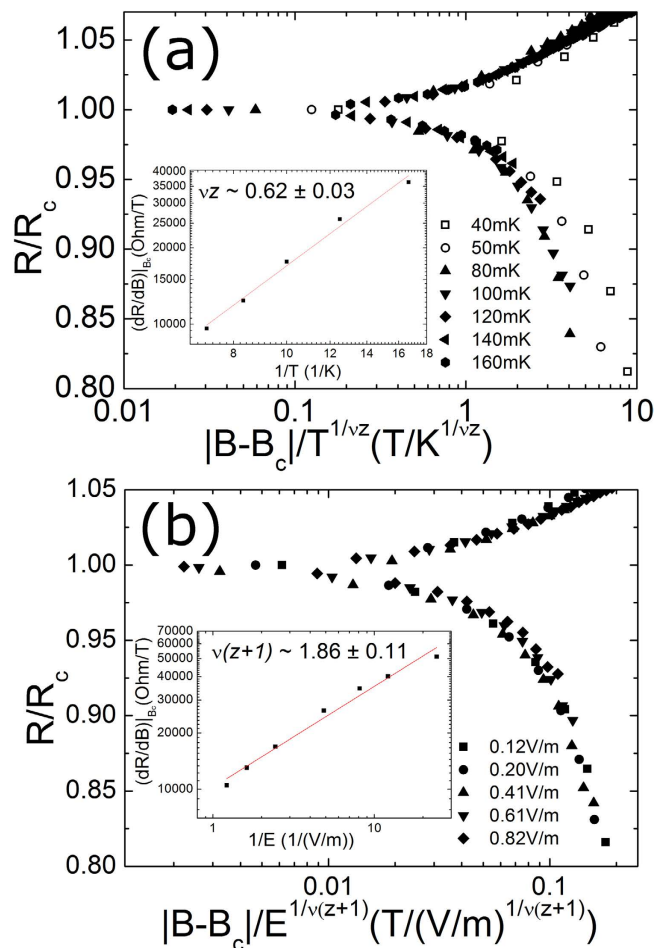 (a)
1.05
1.00
0.95
0.90
0.85
0.80
R/R_c
0.01
0.1
1
10
|B-B_c|/T^{1/νz}(T/K^{1/νz})
νz ~ 0.62 ± 0.03
40000
35000
30000
25000
20000
15000
10000
(dR/dB)|_{B_c}(Ohm/T)
8
10
12
14
16
18
1/T (1/K)
40mK
50mK
80mK
100mK
120mK
140mK
160mK
(b)
1.05
1.00
0.95
0.90
0.85
0.80
R/R_c
0.01
0.1
|B-B_c|/E^{1/ν(z+1)}(T/(V/m)^{1/ν(z+1)})
ν(z+1) ~ 1.86 ± 0.11
70000
60000
50000
40000
30000
20000
10000
(dR/dB)|_{B_c}(Ohm/T)
1
10
1/E (1/(V/m))
0.12V/m
0.20V/m
0.41V/m
0.61V/m
0.82V/m